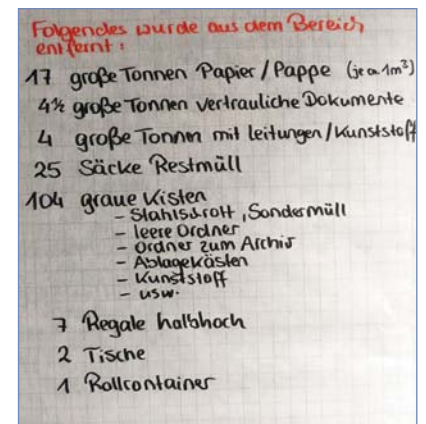 Folgendes wurde aus dem Bereich
entfernt:
17 große Tonnen Papier/Pappe (je ca. 1m³)
4½ große Tonnen vertrauliche Dokumente
4 große Tonnen mit Leitungen/Kunststoff
25 Säcke Restmüll
104 graue Kisten
- Stahlschrott, Sondermüll
- leere Ordner
- Ordner zum Archiv
- Ablagekästen
- Kunststoff
- usw.
7 Regale halbhoch
2 Tische
1 Rollcontainer